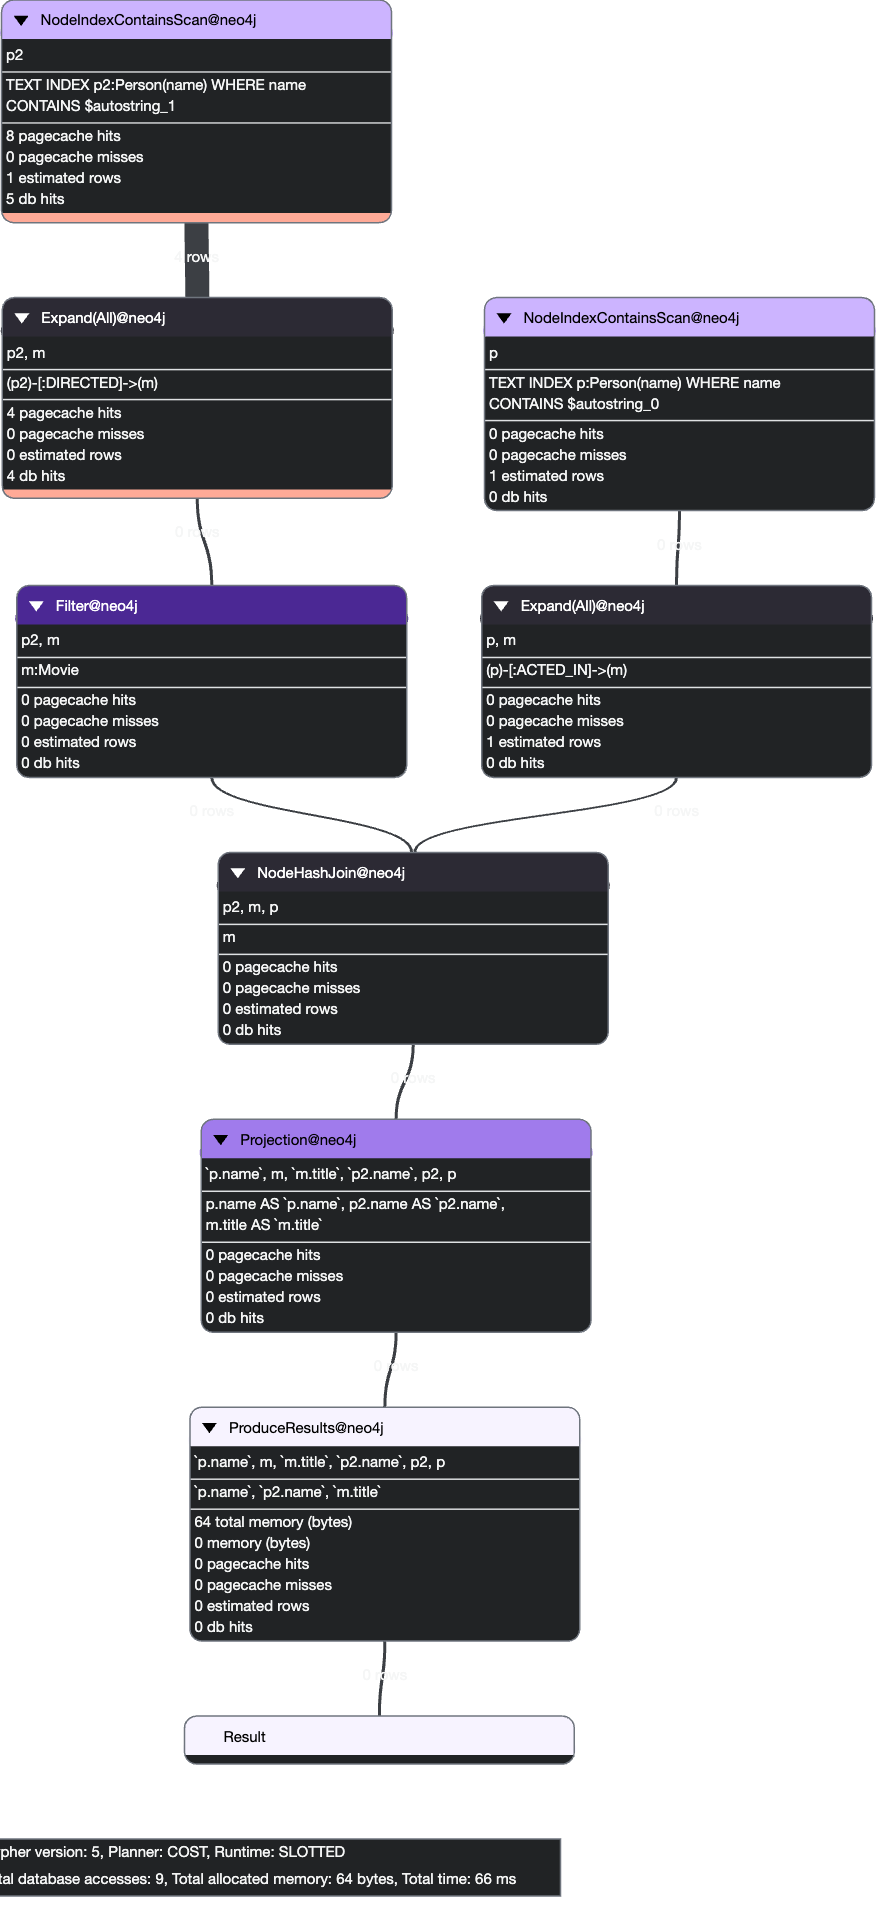 NodeIndexContainsScan@neo4j
p2
TEXT INDEX p2:Person(name) WHERE name
CONTAINS $autostring_1
8 pagecache hits
0 pagecache misses
1 estimated rows
5 db hits
4 rows
Expand(All)@neo4j
p2, m
(p2)-[:DIRECTED]->(m)
4 pagecache hits
0 pagecache misses
0 estimated rows
4 db hits
0 rows
NodeIndexContainsScan@neo4j
p
TEXT INDEX p:Person(name) WHERE name
CONTAINS $autostring_0
0 pagecache hits
0 pagecache misses
1 estimated rows
0 db hits
0 rows
Filter@neo4j
p2, m
m:Movie
0 pagecache hits
0 pagecache misses
0 estimated rows
0 db hits
0 rows
Expand(All)@neo4j
p, m
(p)-[:ACTED_IN]->(m)
0 pagecache hits
0 pagecache misses
1 estimated rows
0 db hits
0 rows
NodeHashJoin@neo4j
p2, m, p
m
0 pagecache hits
0 pagecache misses
0 estimated rows
0 db hits
0 rows
Projection@neo4j
`p.name`, m, `m.title`, `p2.name`, p2, p
p.name AS `p.name`, p2.name AS `p2.name`,
m.title AS `m.title`
0 pagecache hits
0 pagecache misses
0 estimated rows
0 db hits
0 rows
ProduceResults@neo4j
`p.name`, m, `m.title`, `p2.name`, p2, p
`p.name`, `p2.name`, `m.title`
64 total memory (bytes)
0 memory (bytes)
0 pagecache hits
0 pagecache misses
0 estimated rows
0 db hits
0 rows
Result
pher version: 5, Planner: COST, Runtime: SLOTTED
tal database accesses: 9, Total allocated memory: 64 bytes, Total time: 66 ms